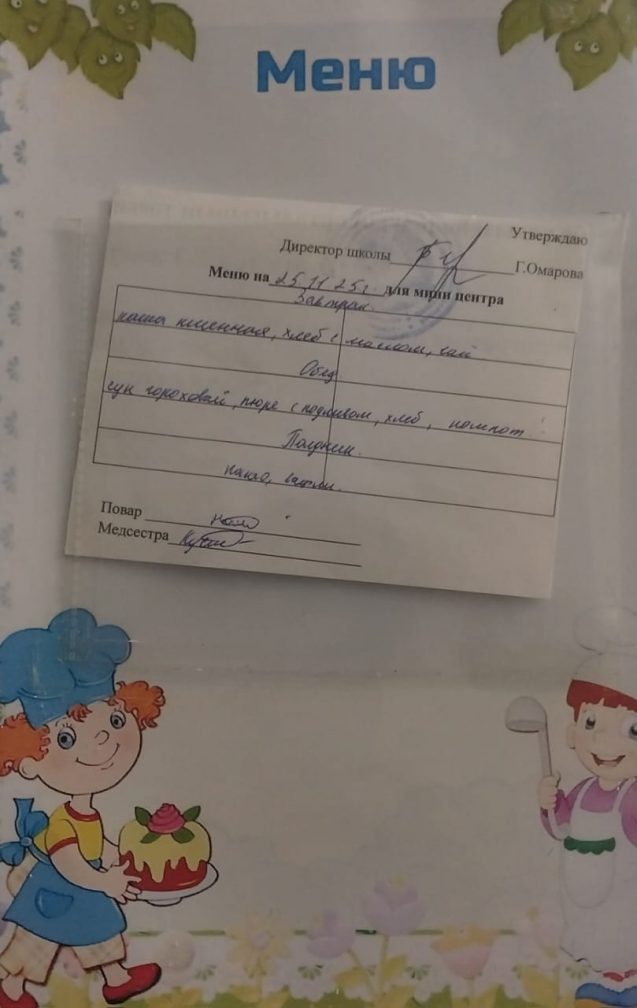 Меню
Утверждаю
Директор школы Г.Омарова
Меню на 25.11.25г. для мини центра
Завтрак.
каша пшенная, хлеб с маслом, чай
Обед
суп гороховый, пюре с подливом, хлеб, компот
Полдник.
какао, вафли.
Повар
Медсестра